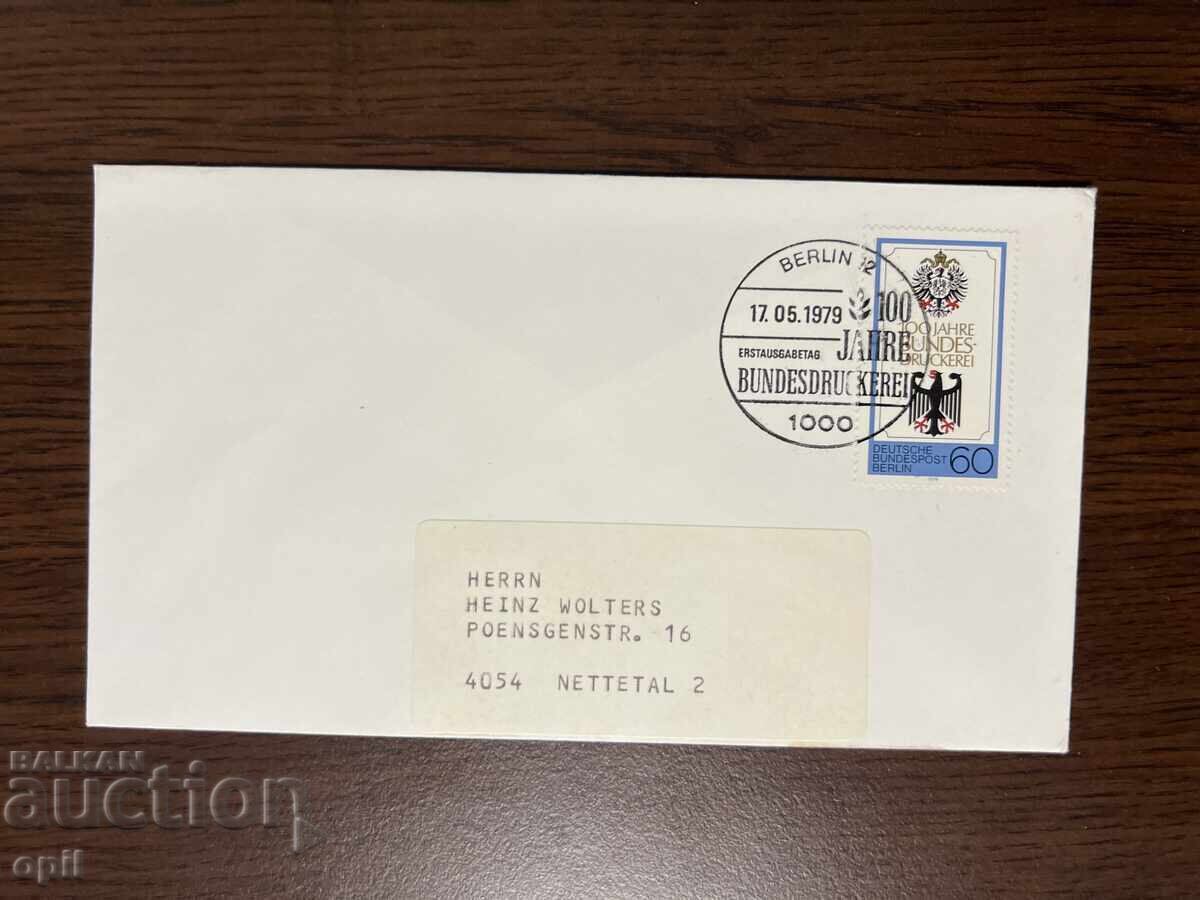 BERLIN 12
17.05.1979
100
JAHRE
ERSTAUSGABETAG
BUNDESDRUCKEREI
1000
100 JAHRE
BUNDES-
DRUCKEREI
DEUTSCHE
BUNDESPOST
BERLIN
60
HERRN
HEINZ WOLTERS
POENSGENSTR. 16
4054 NETTETAL 2
BALKAN
auction
opil